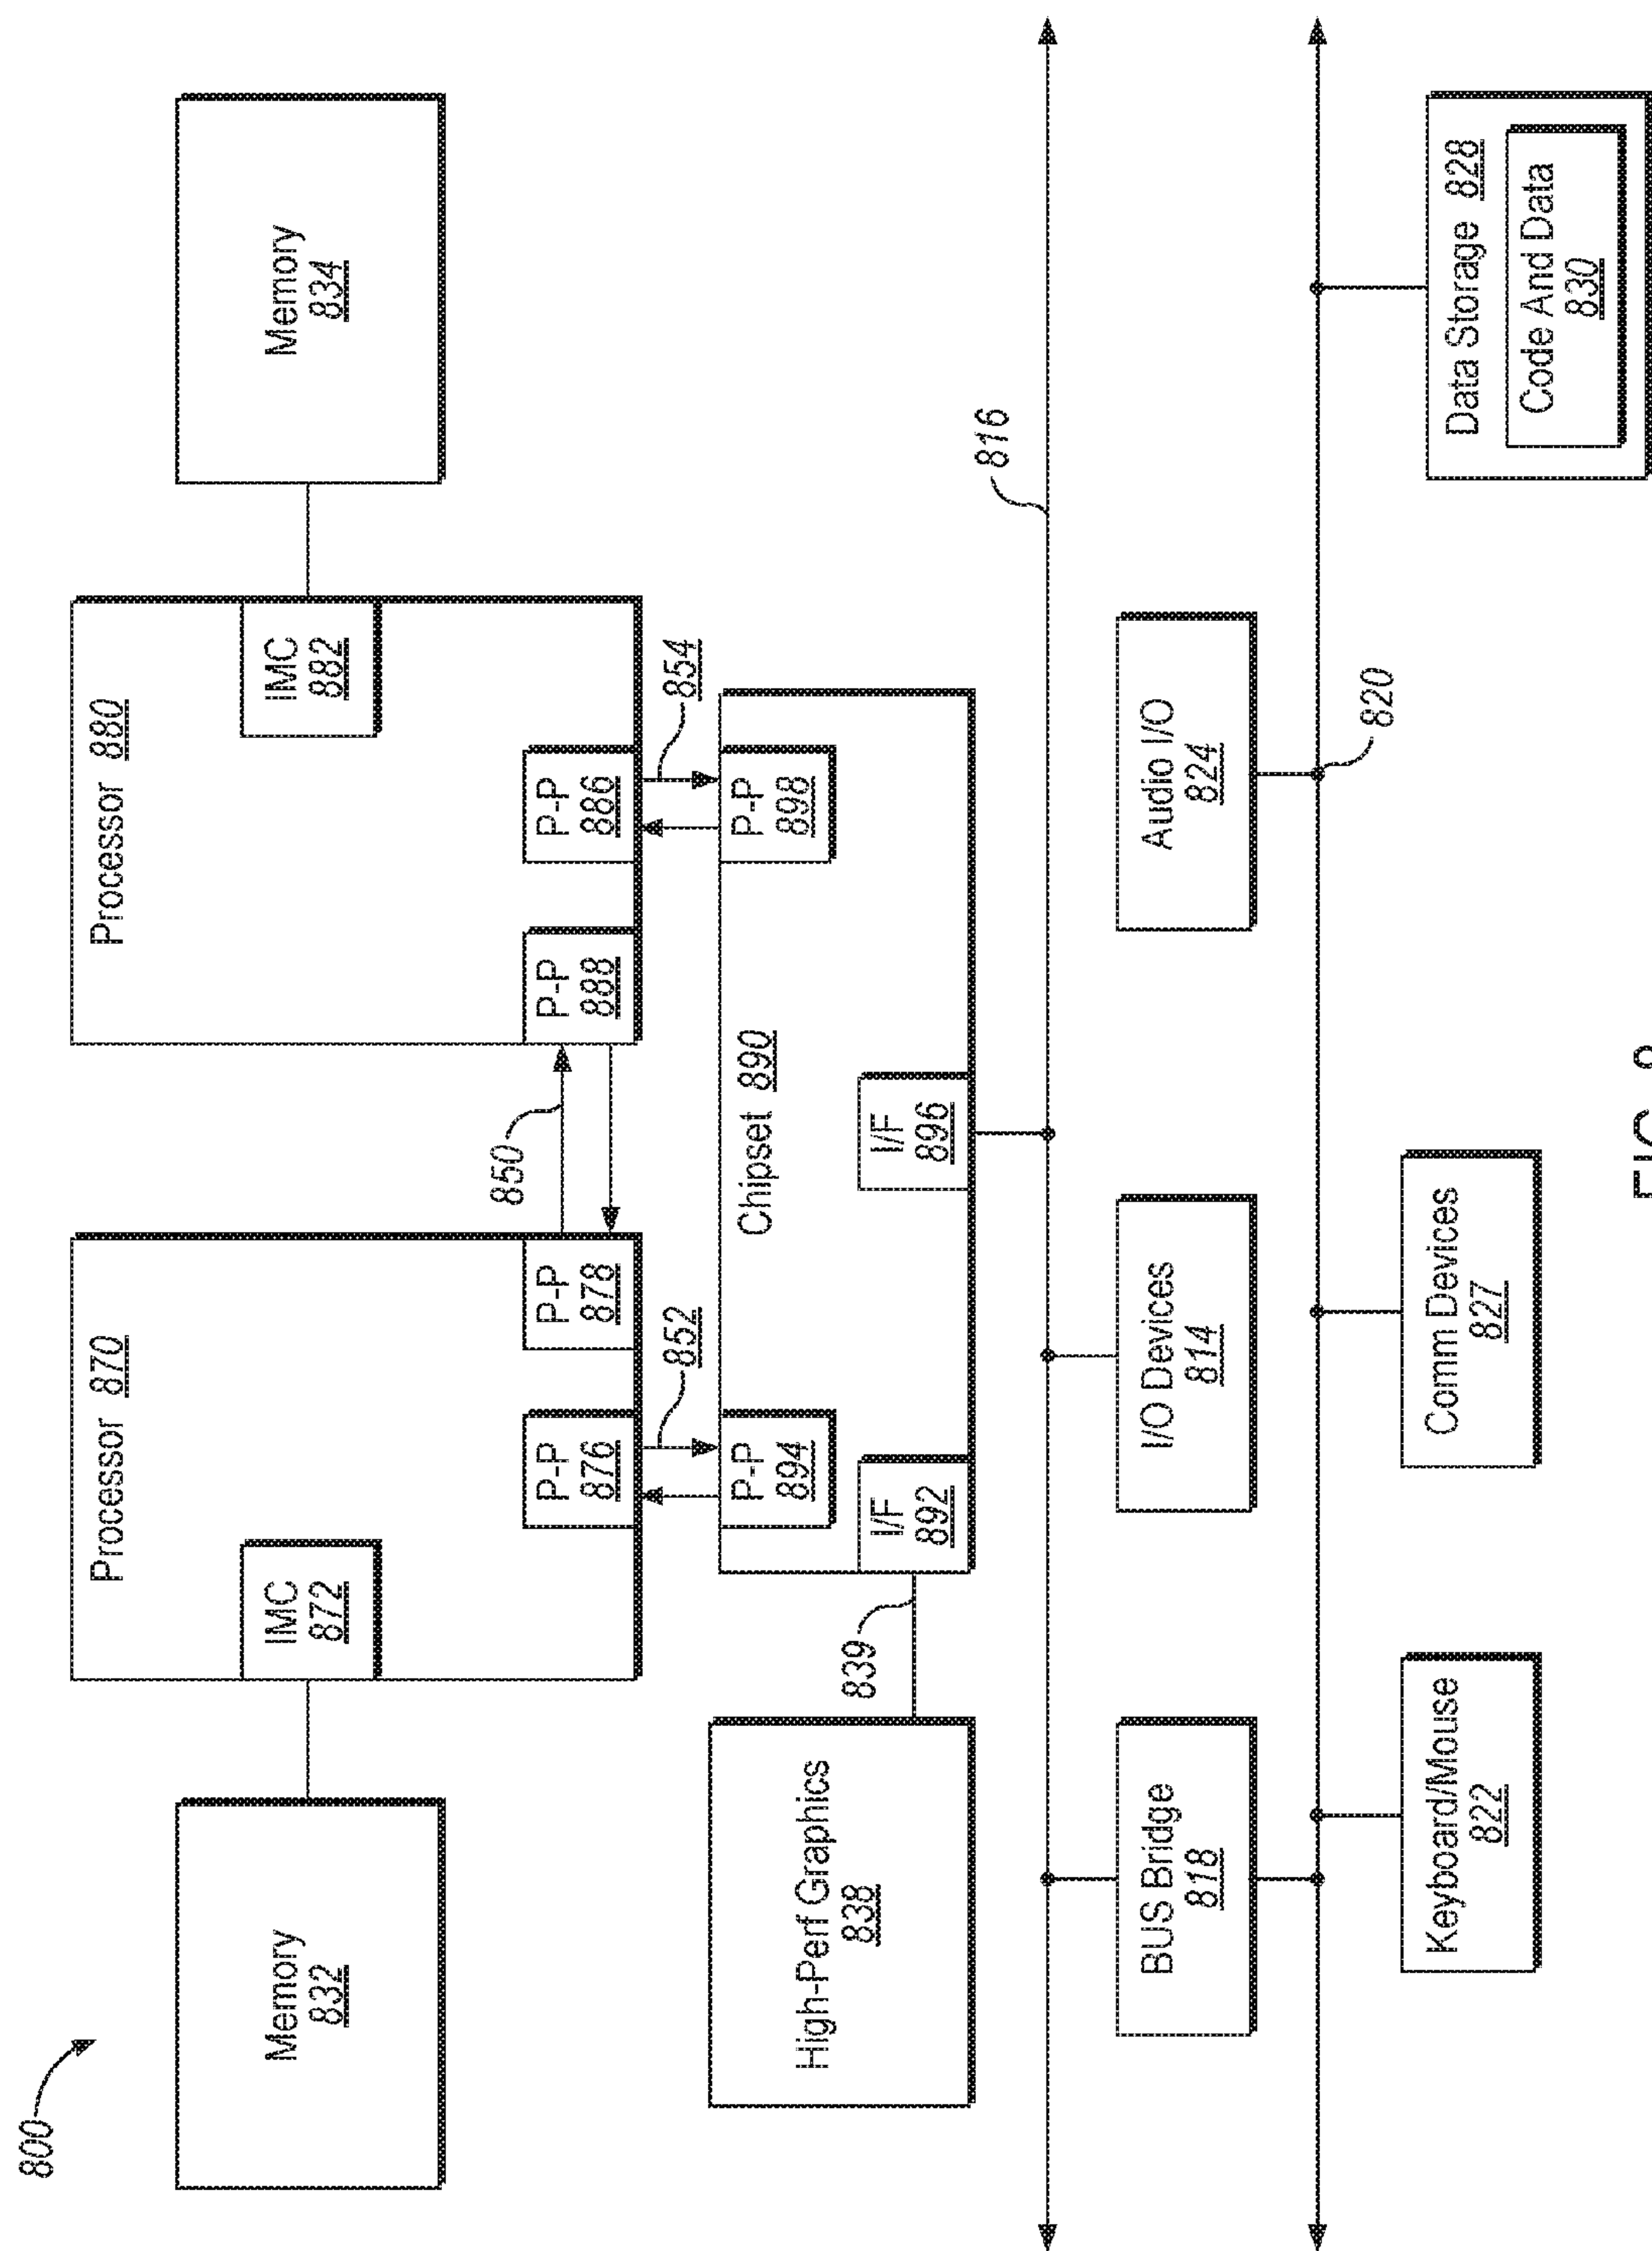 800
Memory
832
Processor 870
IMC
872
P-P
876
P-P
878
850
Processor 880
IMC
882
P-P
888
P-P
886
Memory
834
852
854
High-Perf Graphics
838
839
Chipset 890
P-P
894
P-P
898
I/F
892
I/F
896
816
BUS Bridge
818
I/O Devices
814
Audio I/O
824
820
Keyboard/Mouse
822
Comm Devices
827
Data Storage 828
Code And Data
830